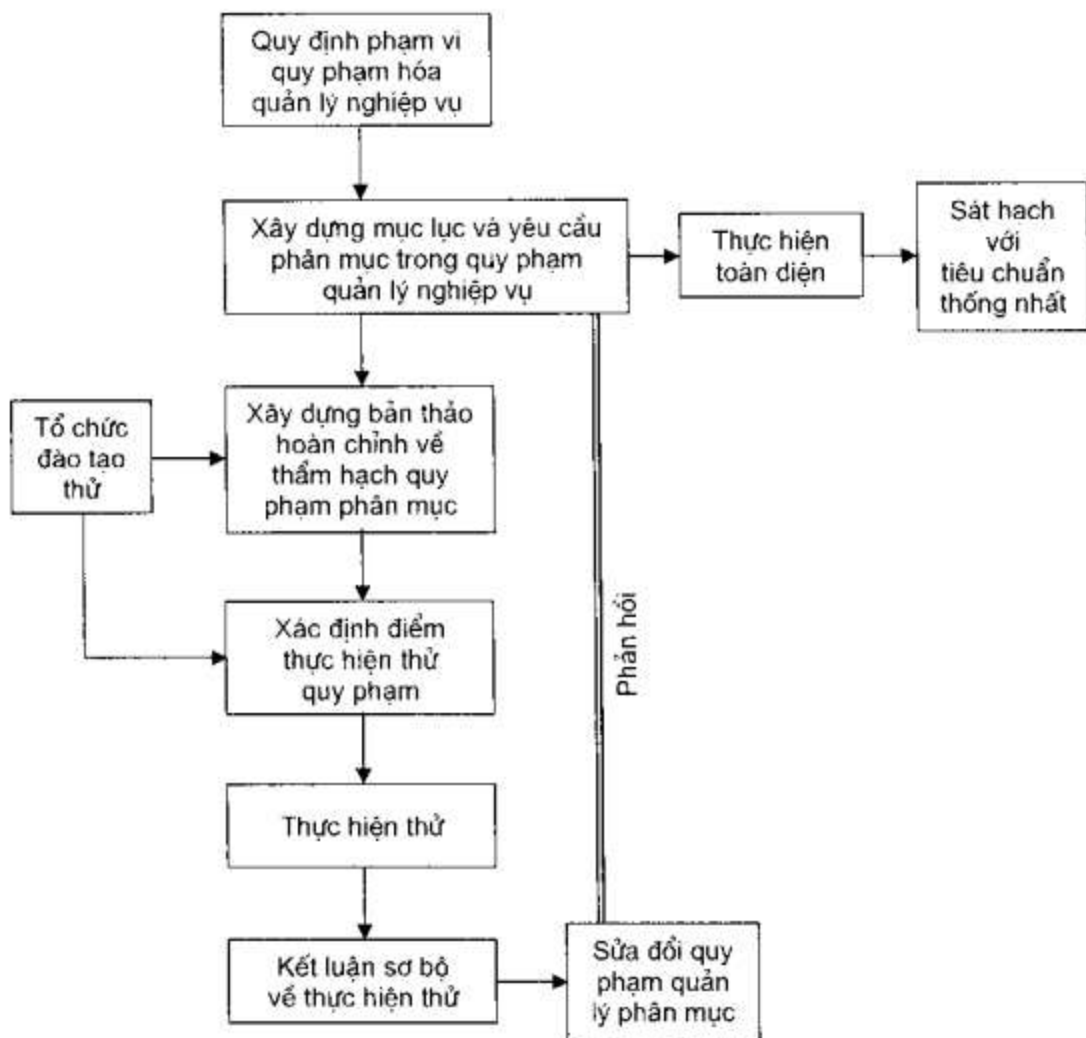 Quy định phạm vi
quy phạm hóa
quản lý nghiệp vụ
Xây dựng mục lục và yêu cầu
phân mục trong quy phạm
quản lý nghiệp vụ
Thực hiện
toàn diện
Sát hach
với
tiêu chuẩn
thống nhất
Tổ chức
đào tạo
thử
Xây dựng bản thảo
hoàn chỉnh về
thẩm hạch quy
phạm phân mục
Xác định điểm
thực hiện thử
quy phạm
Phản hồi
Thực hiện thử
Kết luận sơ bộ
về thực hiện thử
Sửa đổi quy
phạm quản
lý phân mục